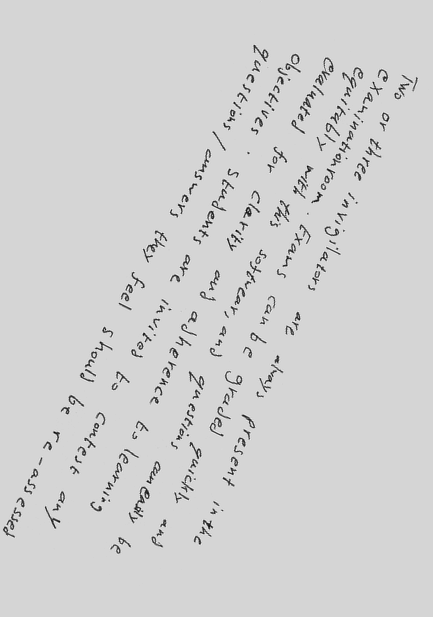 Two or three invigilators are always present in the
examination room. Exams can be graded quickly and
equitably with this softwear, and questions can easily be
evaluated for clarity and adherence to learning
objectives. Students are invited to contest any
questions / answers they feel should be re-assessed